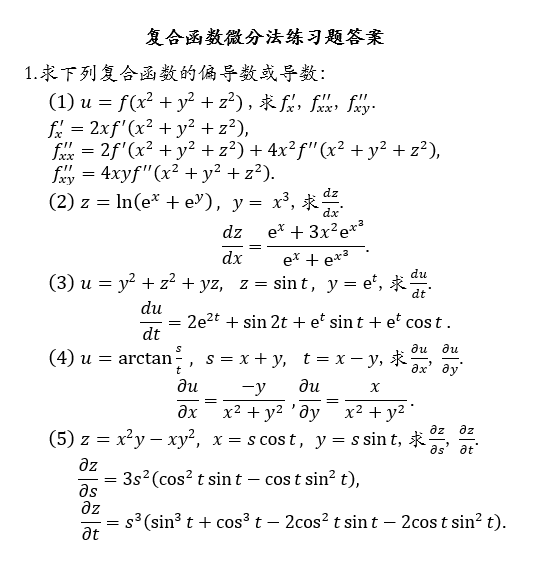 复合函数微分法练习题答案
1.求下列复合函数的偏导数或导数:
(1) u = f(x² + y² + z²) , 求 f′ₓ, f″ₓₓ, f″ₓᵧ.
f′ₓ = 2xf′(x² + y² + z²),
f″ₓₓ = 2f′(x² + y² + z²) + 4x²f″(x² + y² + z²),
f″ₓᵧ = 4xyf″(x² + y² + z²).
(2) z = ln(eˣ + eʸ) , y = x³, 求 dz/dx.
dz/dx = (eˣ + 3x²e^(x³))/(eˣ + e^(x³)).
(3) u = y² + z² + yz, z = sin t , y = eᵗ, 求 du/dt.
du/dt = 2e²ᵗ + sin 2t + eᵗ sin t + eᵗ cos t .
(4) u = arctan s/t , s = x + y, t = x − y, 求 ∂u/∂x, ∂u/∂y.
∂u/∂x = −y/(x² + y²) , ∂u/∂y = x/(x² + y²) .
(5) z = x²y − xy², x = s cos t , y = s sin t, 求 ∂z/∂s, ∂z/∂t.
∂z/∂s = 3s²(cos² t sin t − cos t sin² t),
∂z/∂t = s³(sin³ t + cos³ t − 2cos² t sin t − 2cos t sin² t).